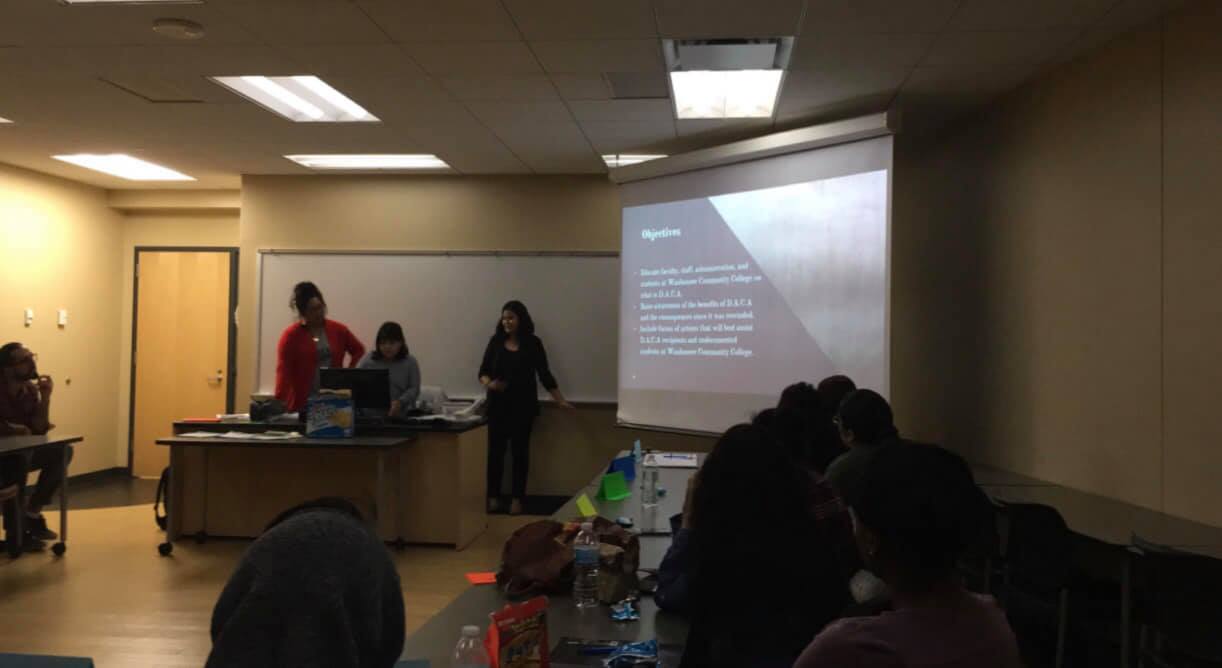 Objectives
Educate faculty, staff, administration, and
students at Windward Community College on
what is D.A.C.A.
Raise awareness of the benefits of D.A.C.A
and the consequences since it was rescinded.
Include forms of actions that will best assist
D.A.C.A recipients and undocumented
students at Community College.